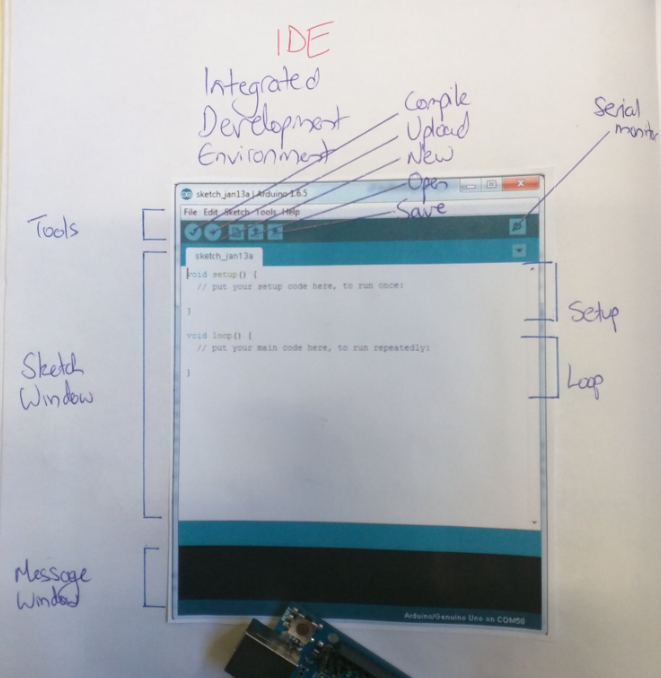 IDE
Integrated
Development
Environment
Compile
Upload
New
Open
Save
Serial
monitor
Tools
sketch_jan13a | Arduino 1.6.5
File Edit Sketch Tools Help
sketch_jan13a
void setup() {
// put your setup code here, to run once:
}
void loop() {
// put your main code here, to run repeatedly:
}
Setup
Loop
Sketch
Window
Message
Window
Arduino/Genuino Uno on COM56